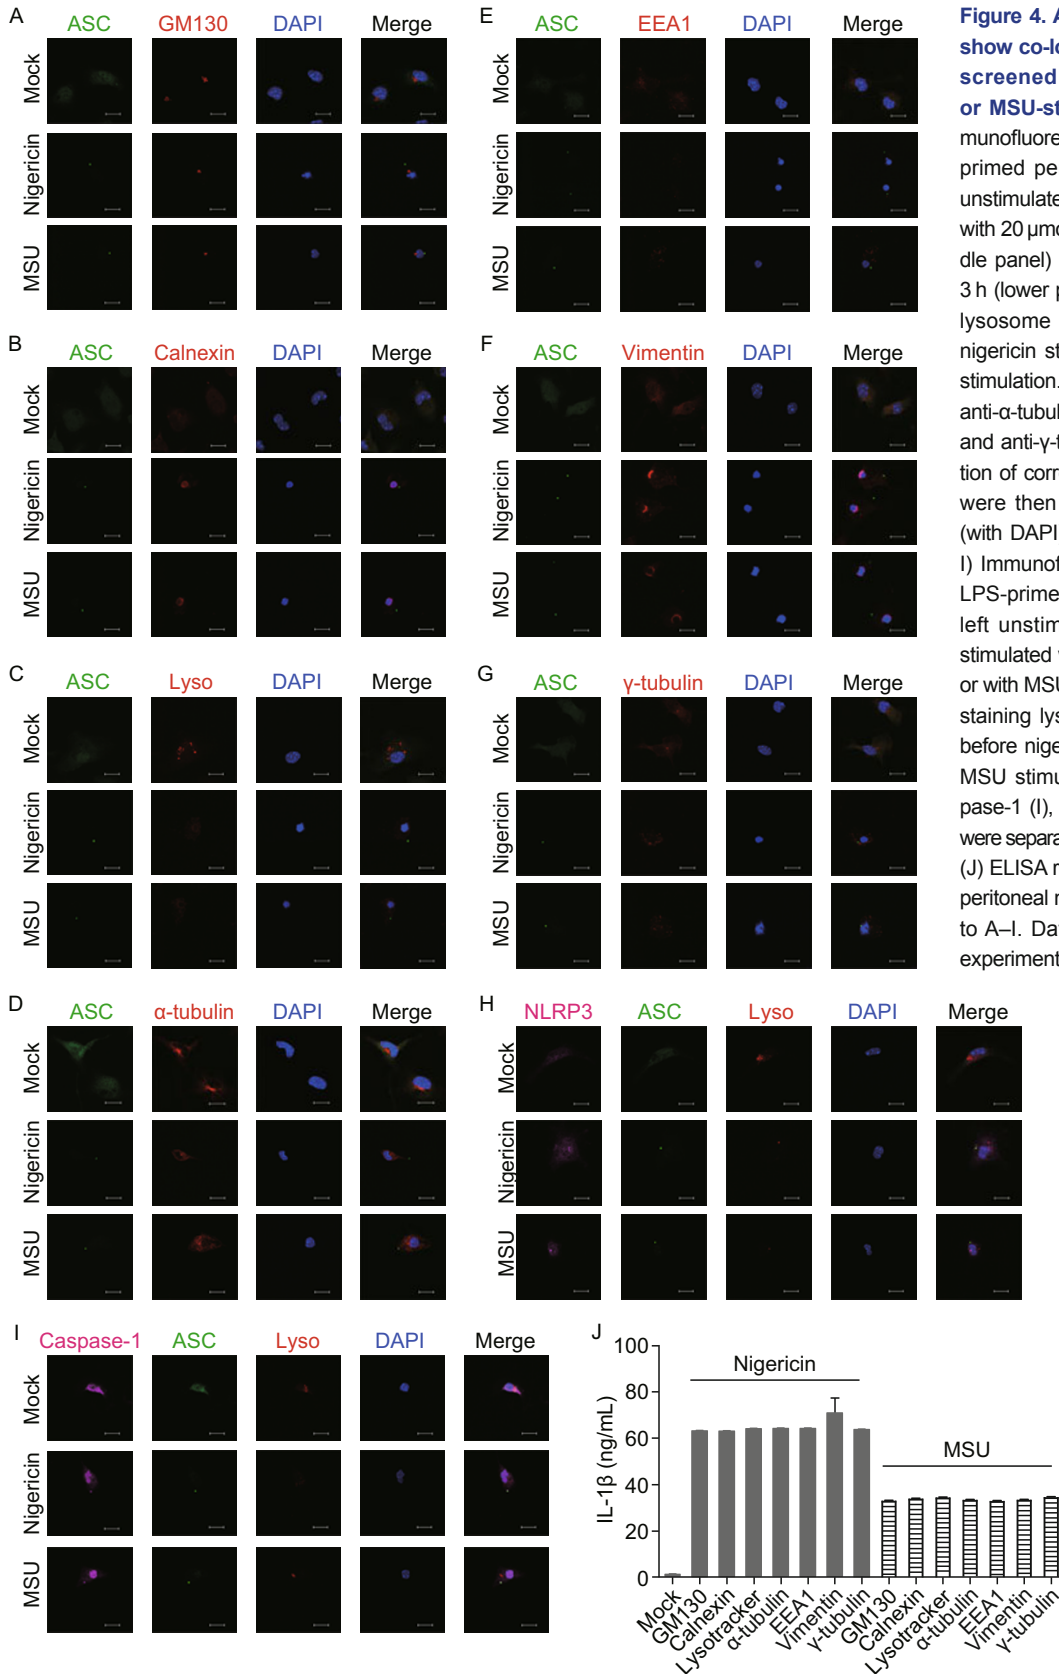 A
ASC GM130 DAPI Merge
Mock
Nigericin
MSU
B
ASC Calnexin DAPI Merge
Mock
Nigericin
MSU
C
ASC Lyso DAPI Merge
Mock
Nigericin
MSU
D
ASC α-tubulin DAPI Merge
Mock
Nigericin
MSU
E
ASC EEA1 DAPI Merge
Mock
Nigericin
MSU
F
ASC Vimentin DAPI Merge
Mock
Nigericin
MSU
G
ASC γ-tubulin DAPI Merge
Mock
Nigericin
MSU
H
NLRP3 ASC Lyso DAPI Merge
Mock
Nigericin
MSU
I
Caspase-1 ASC Lyso DAPI Merge
Mock
Nigericin
MSU
J
IL-1β (ng/mL)
100
80
60
40
20
0
Nigericin
MSU
Mock
GM130
Calnexin
Lysotracker
α-tubulin
EEA1
Vimentin
γ-tubulin
GM130
Calnexin
Lysotracker
α-tubulin
EEA1
Vimentin
γ-tubulin
Figure 4. A
show co-lo
screened
or MSU-st
munofluore
primed pe
unstimulate
with 20 μmo
dle panel)
3 h (lower p
lysosome
nigericin st
stimulation.
anti-α-tubul
and anti-γ-t
tion of corr
were then
(with DAPI
I) Immunof
LPS-prime
left unstim
stimulated w
or with MSU
staining lys
before nige
MSU stimu
pase-1 (I),
were separa
(J) ELISA r
peritoneal r
to A–I. Da
experiment